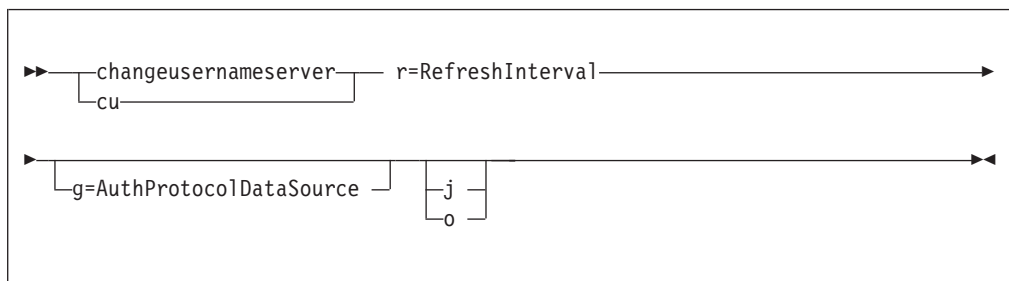 changeusernameserver r=RefreshInterval
cu
g=AuthProtocolDataSource j
o